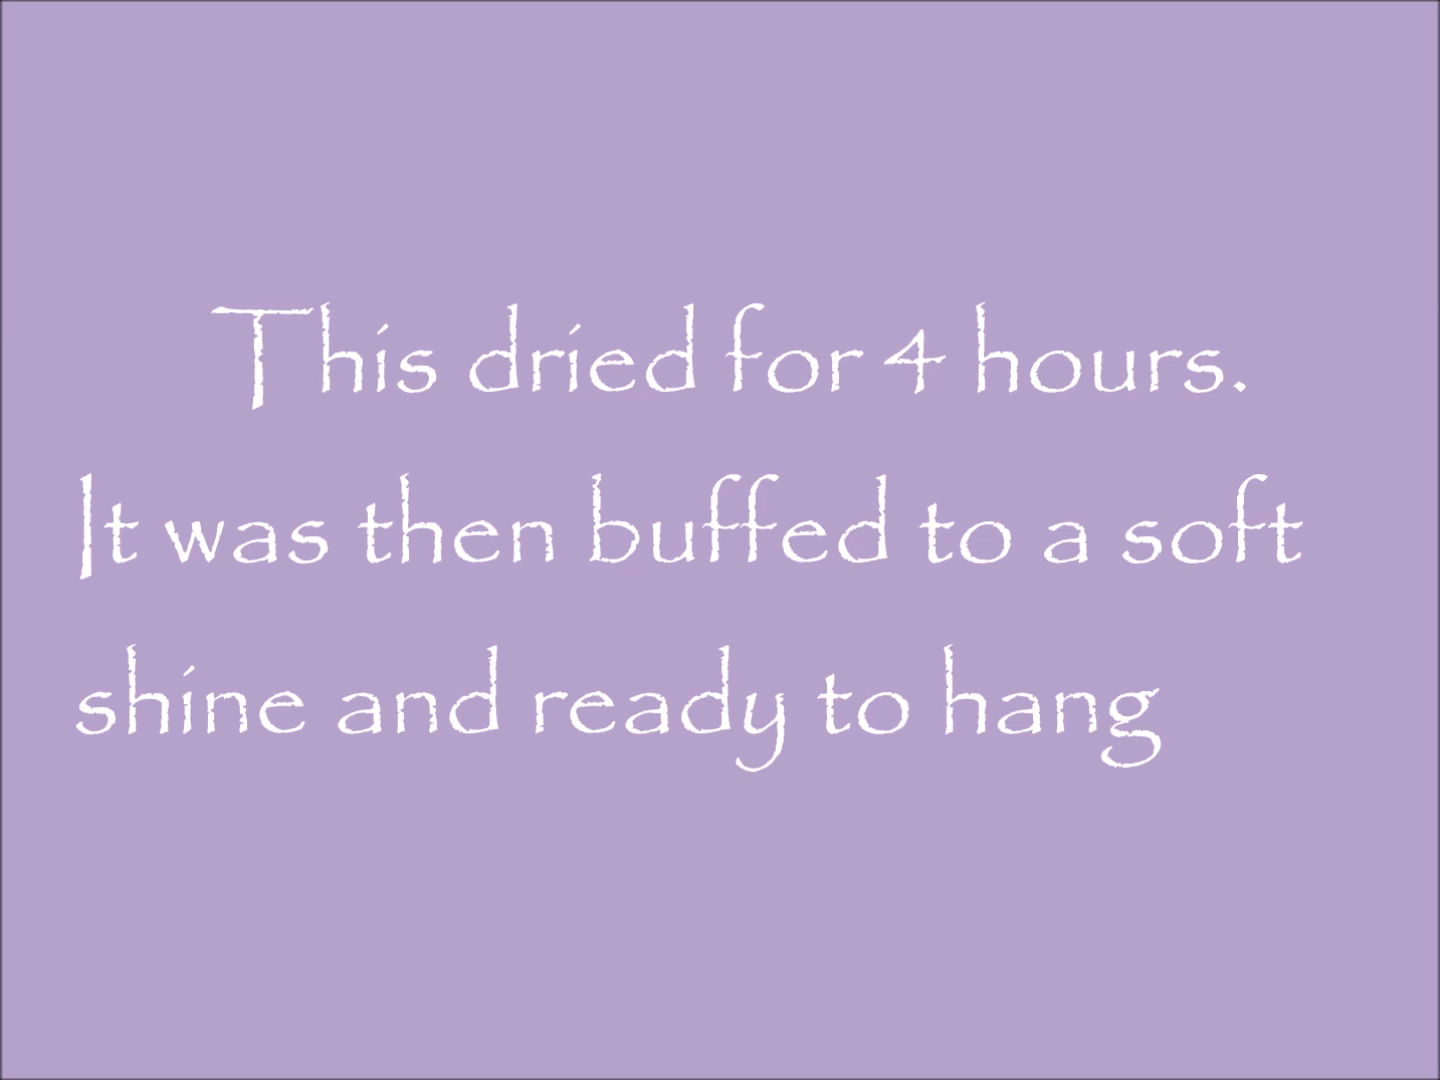 This dried for 4 hours.
It was then buffed to a soft
shine and ready to hang